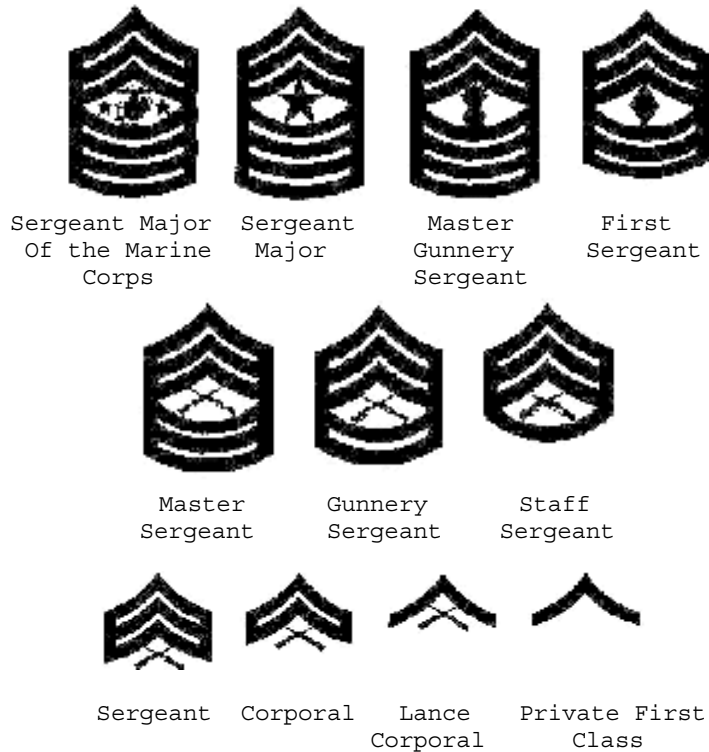 Sergeant Major Sergeant Master First
Of the Marine Major Gunnery Sergeant
Corps Sergeant
Master Gunnery Staff
Sergeant Sergeant Sergeant
Sergeant Corporal Lance Private First
Corporal Class